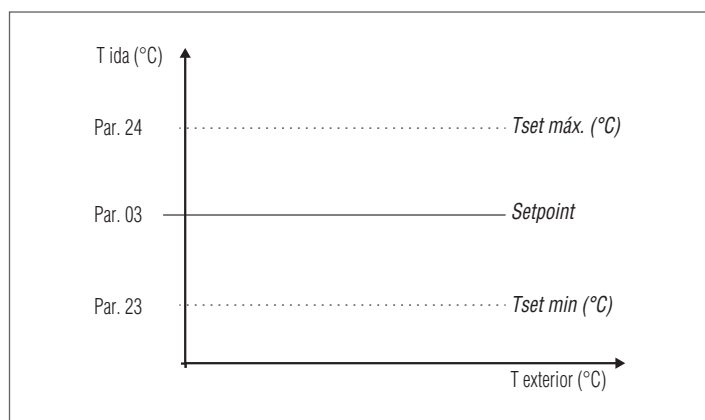 T ida (°C)
Par. 24
Tset máx. (°C)
Par. 03
Setpoint
Par. 23
Tset min (°C)
T exterior (°C)